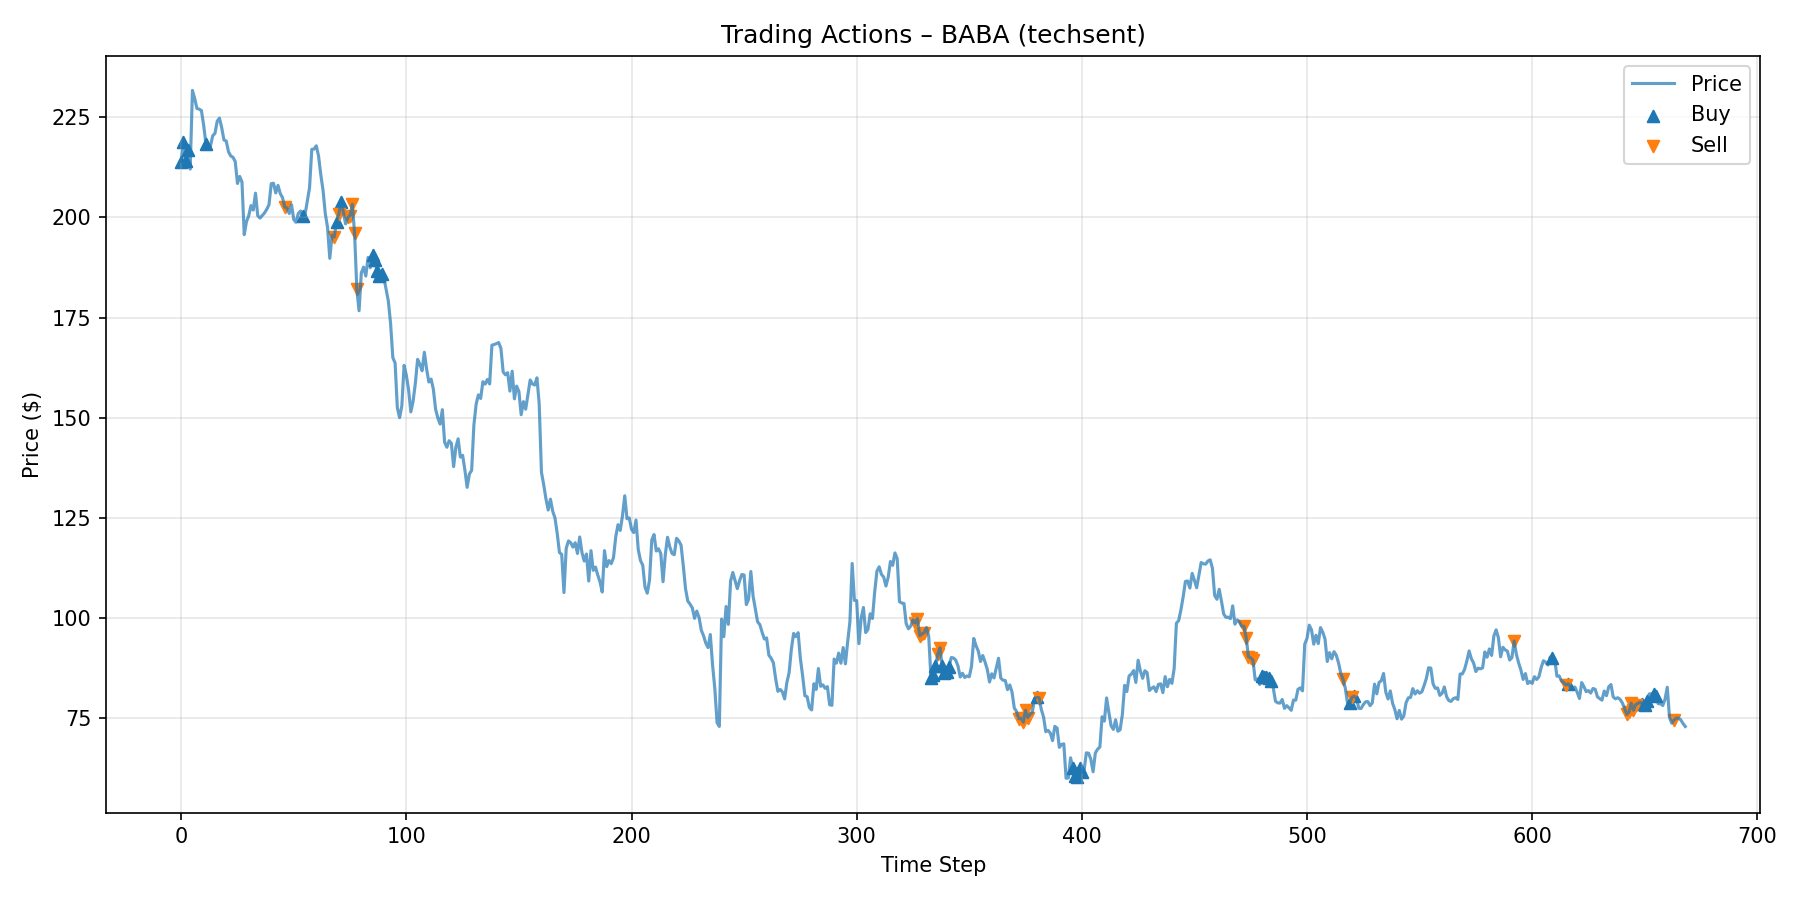 Trading Actions – BABA (techsent)
Price
Buy
Sell
Price ($)
225
200
175
150
125
100
75
0 100 200 300 400 500 600 700
Time Step